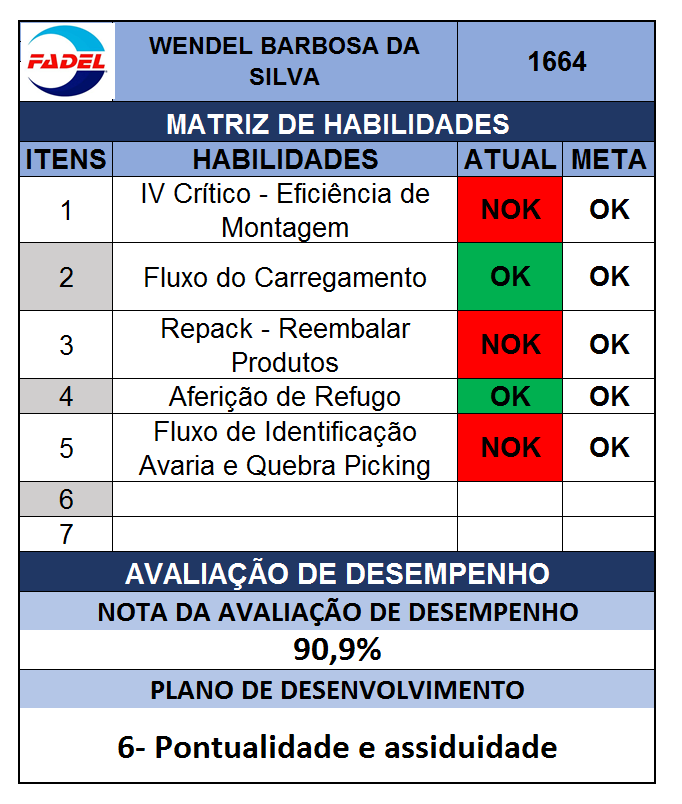 FADEL
WENDEL BARBOSA DA
SILVA
1664
MATRIZ DE HABILIDADES
ITENS HABILIDADES ATUAL META
1 IV Crítico - Eficiência de
Montagem NOK OK
2 Fluxo do Carregamento OK OK
3 Repack - Reembalar
Produtos NOK OK
4 Aferição de Refugo OK OK
5 Fluxo de Identificação
Avaria e Quebra Picking NOK OK
6
7
AVALIAÇÃO DE DESEMPENHO
NOTA DA AVALIAÇÃO DE DESEMPENHO
90,9%
PLANO DE DESENVOLVIMENTO
6- Pontualidade e assiduidade